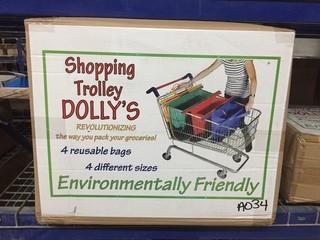 Shopping
Trolley
DOLLY'S
REVOLUTIONIZING
the way you pack your groceries!
4 reusable bags
4 different sizes
Environmentally Friendly
A034